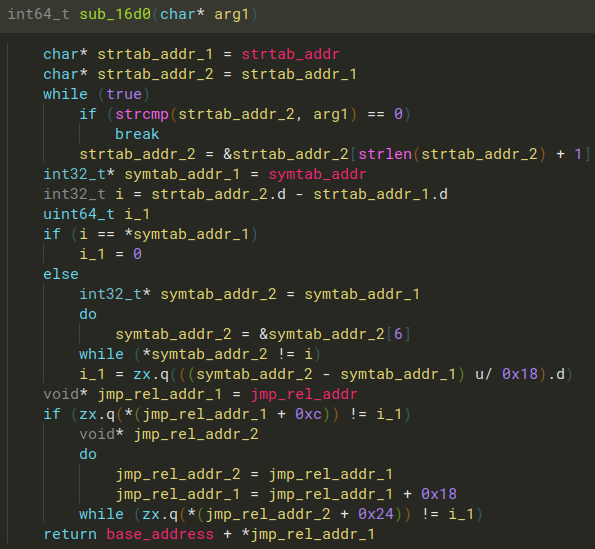 int64_t sub_16d0(char* arg1)
char* strtab_addr_1 = strtab_addr
char* strtab_addr_2 = strtab_addr_1
while (true)
if (strcmp(strtab_addr_2, arg1) == 0)
break
strtab_addr_2 = &strtab_addr_2[strlen(strtab_addr_2) + 1]
int32_t* symtab_addr_1 = symtab_addr
int32_t i = strtab_addr_2.d - strtab_addr_1.d
uint64_t i_1
if (i == *symtab_addr_1)
i_1 = 0
else
int32_t* symtab_addr_2 = symtab_addr_1
do
symtab_addr_2 = &symtab_addr_2[6]
while (*symtab_addr_2 != i)
i_1 = zx.q(((symtab_addr_2 - symtab_addr_1) u/ 0x18).d)
void* jmp_rel_addr_1 = jmp_rel_addr
if (zx.q(*(jmp_rel_addr_1 + 0xc)) != i_1)
void* jmp_rel_addr_2
do
jmp_rel_addr_2 = jmp_rel_addr_1
jmp_rel_addr_1 = jmp_rel_addr_1 + 0x18
while (zx.q(*(jmp_rel_addr_2 + 0x24)) != i_1)
return base_address + *jmp_rel_addr_1